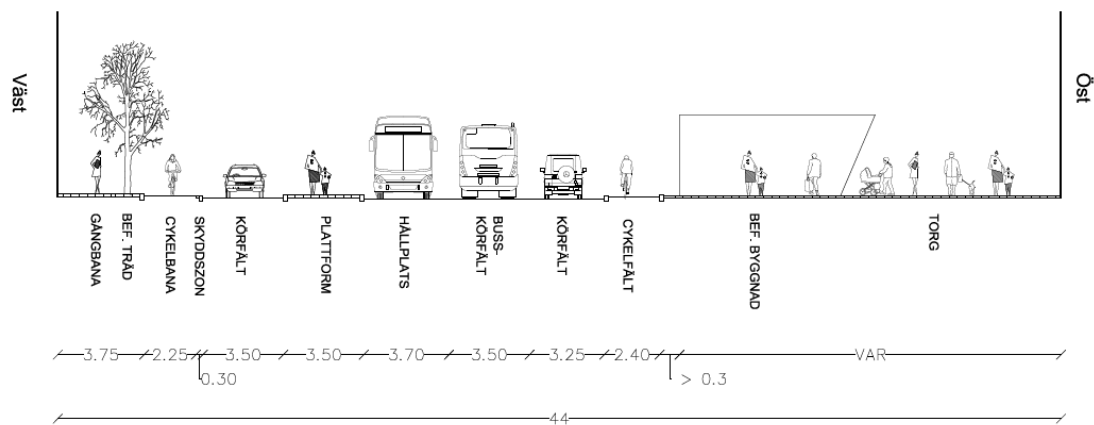 Väst
Öst
GÅNGBANA
BEF. TRÄD
CYKELBANA
SKYDDSZON
KÖRFÄLT
PLATTFORM
HÅLLPLATS
BUSS-
KÖRFÄLT
KÖRFÄLT
CYKELFÄLT
BEF. BYGGNAD
TORG
3.75 2.25 3.50 3.50 3.70 3.50 3.25 2.40 VAR
0.30 > 0.3
44